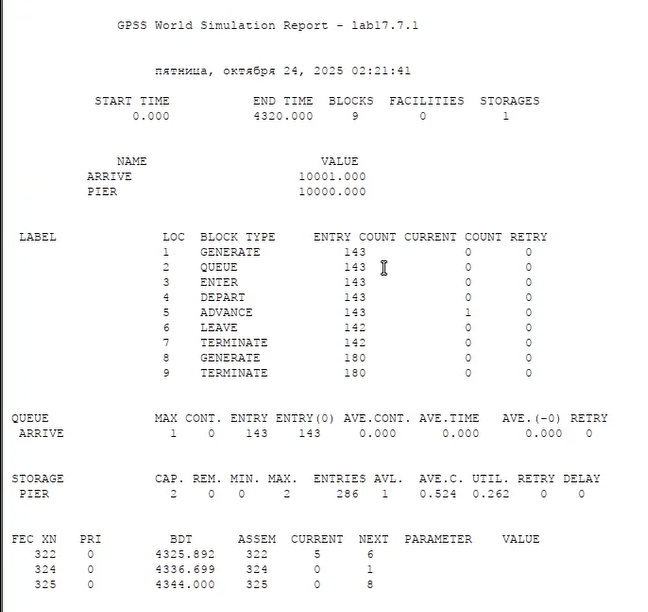 GPSS World Simulation Report - lab17.7.1
пятница, октября 24, 2025 02:21:41
START TIME END TIME BLOCKS FACILITIES STORAGES
0.000 4320.000 9 0 1
NAME VALUE
ARRIVE 10001.000
PIER 10000.000
LABEL LOC BLOCK TYPE ENTRY COUNT CURRENT COUNT RETRY
1 GENERATE 143 0 0
2 QUEUE 143 0 0
3 ENTER 143 0 0
4 DEPART 143 0 0
5 ADVANCE 143 1 0
6 LEAVE 142 0 0
7 TERMINATE 142 0 0
8 GENERATE 180 0 0
9 TERMINATE 180 0 0
QUEUE MAX CONT. ENTRY ENTRY(0) AVE.CONT. AVE.TIME AVE.(-0) RETRY
ARRIVE 1 0 143 143 0.000 0.000 0.000 0
STORAGE CAP. REM. MIN. MAX. ENTRIES AVL. AVE.C. UTIL. RETRY DELAY
PIER 2 0 0 2 286 1 0.524 0.262 0 0
FEC XN PRI BDT ASSEM CURRENT NEXT PARAMETER VALUE
322 0 4325.892 322 5 6
324 0 4336.699 324 0 1
325 0 4344.000 325 0 8